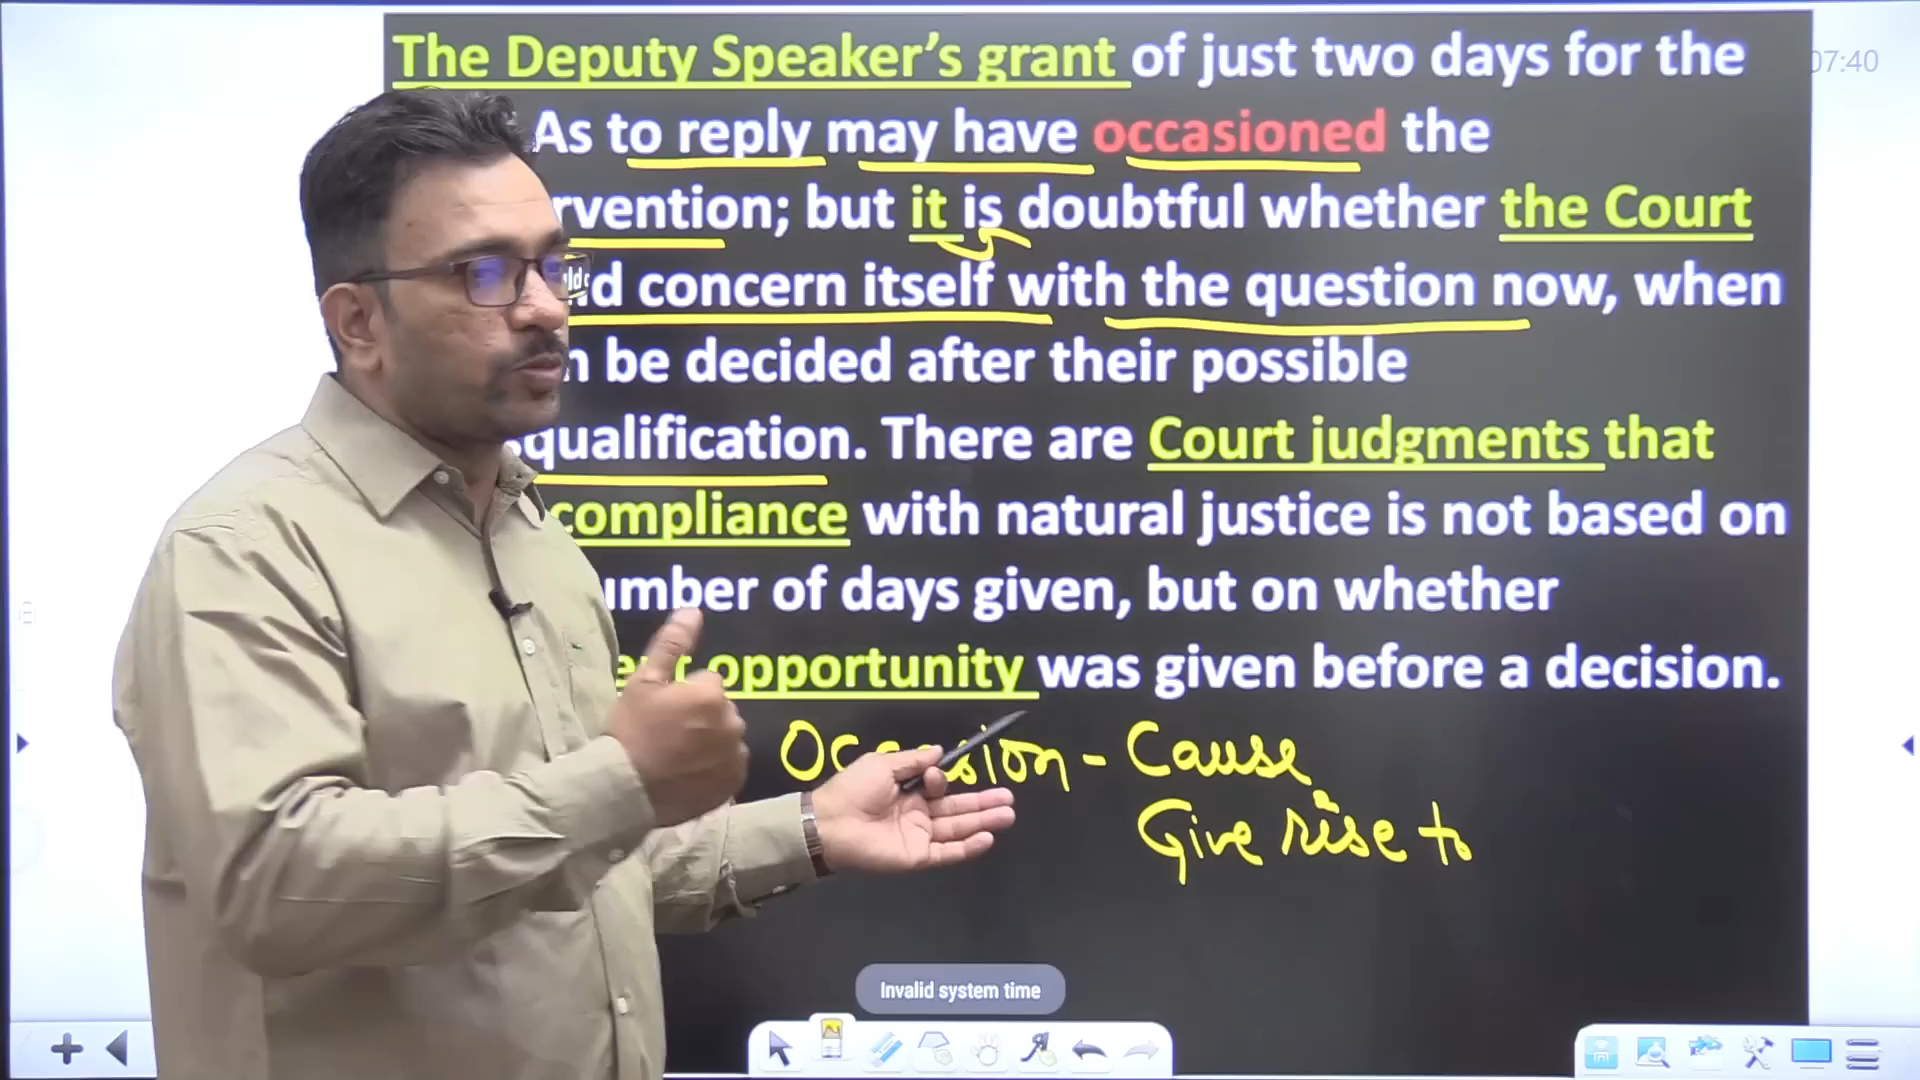 The Deputy Speaker’s grant of just two days for the
07:40
As to reply may have occasioned the
rvention; but it is doubtful whether the Court
d concern itself with the question now, when
n be decided after their possible
squalification. There are Court judgments that
compliance with natural justice is not based on
umber of days given, but on whether
ent opportunity was given before a decision.
Occasion - Cause
Give rise to
Invalid system time